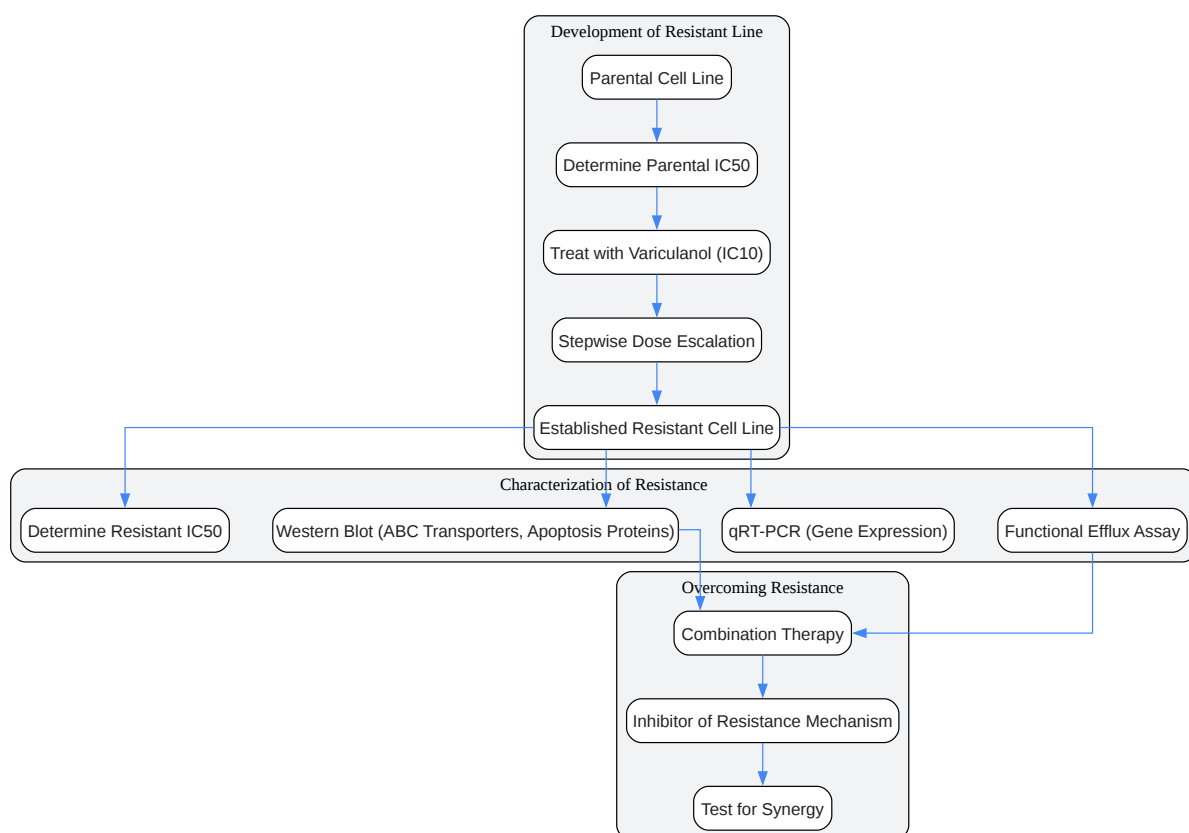 Development of Resistant Line
Parental Cell Line
Determine Parental IC50
Treat with Variculanol (IC10)
Stepwise Dose Escalation
Established Resistant Cell Line
Characterization of Resistance
Determine Resistant IC50
Western Blot (ABC Transporters, Apoptosis Proteins)
qRT-PCR (Gene Expression)
Functional Efflux Assay
Overcoming Resistance
Combination Therapy
Inhibitor of Resistance Mechanism
Test for Synergy